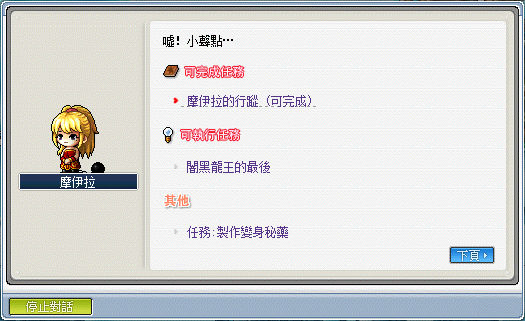 噓! 小聲點…
可完成任務
摩伊拉的行蹤 (可完成)
可執行任務
闇黑龍王的最後
其他
任務:製作變身秘藥
摩伊拉
下頁
停止對話